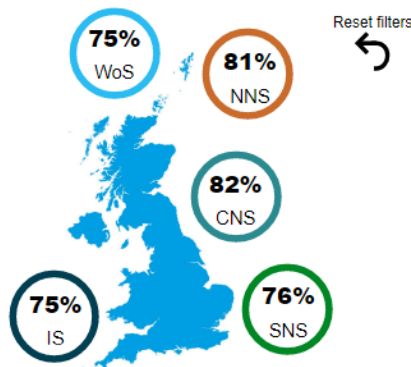 Reset filters
75%
WoS
81%
NNS
82%
CNS
75%
IS
76%
SNS